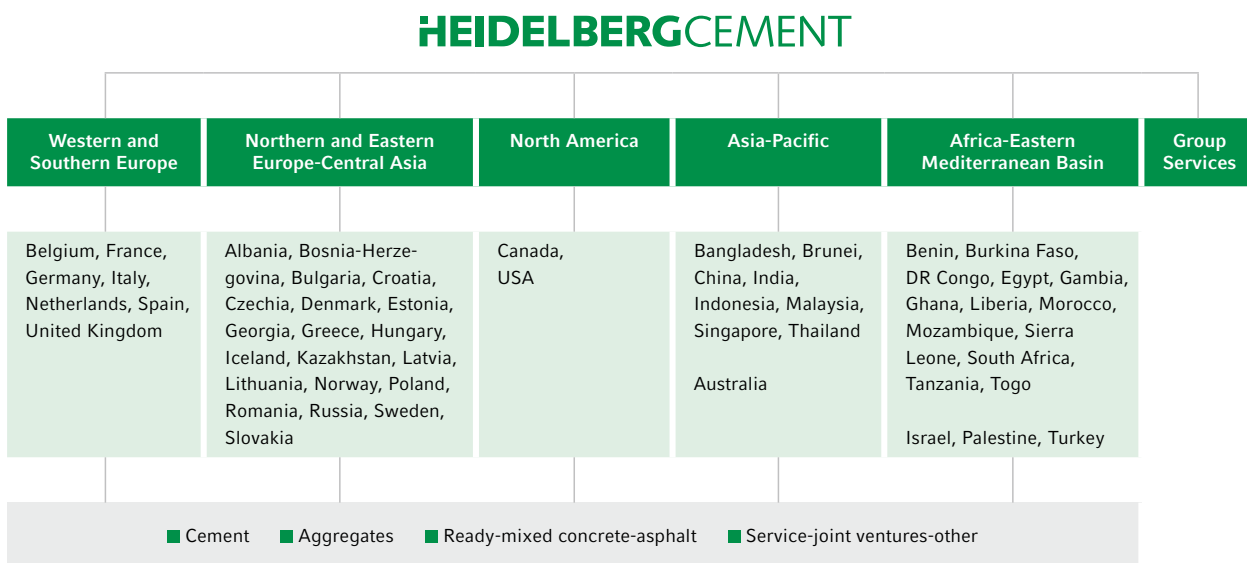 HEIDELBERGCEMENT
Western and
Southern Europe
Northern and Eastern
Europe-Central Asia
North America
Asia-Pacific
Africa-Eastern
Mediterranean Basin
Group
Services
Belgium, France,
Germany, Italy,
Netherlands, Spain,
United Kingdom
Albania, Bosnia-Herze-
govina, Bulgaria, Croatia,
Czechia, Denmark, Estonia,
Georgia, Greece, Hungary,
Iceland, Kazakhstan, Latvia,
Lithuania, Norway, Poland,
Romania, Russia, Sweden,
Slovakia
Canada,
USA
Bangladesh, Brunei,
China, India,
Indonesia, Malaysia,
Singapore, Thailand
Australia
Benin, Burkina Faso,
DR Congo, Egypt, Gambia,
Ghana, Liberia, Morocco,
Mozambique, Sierra
Leone, South Africa,
Tanzania, Togo
Israel, Palestine, Turkey
Cement
Aggregates
Ready-mixed concrete-asphalt
Service-joint ventures-other